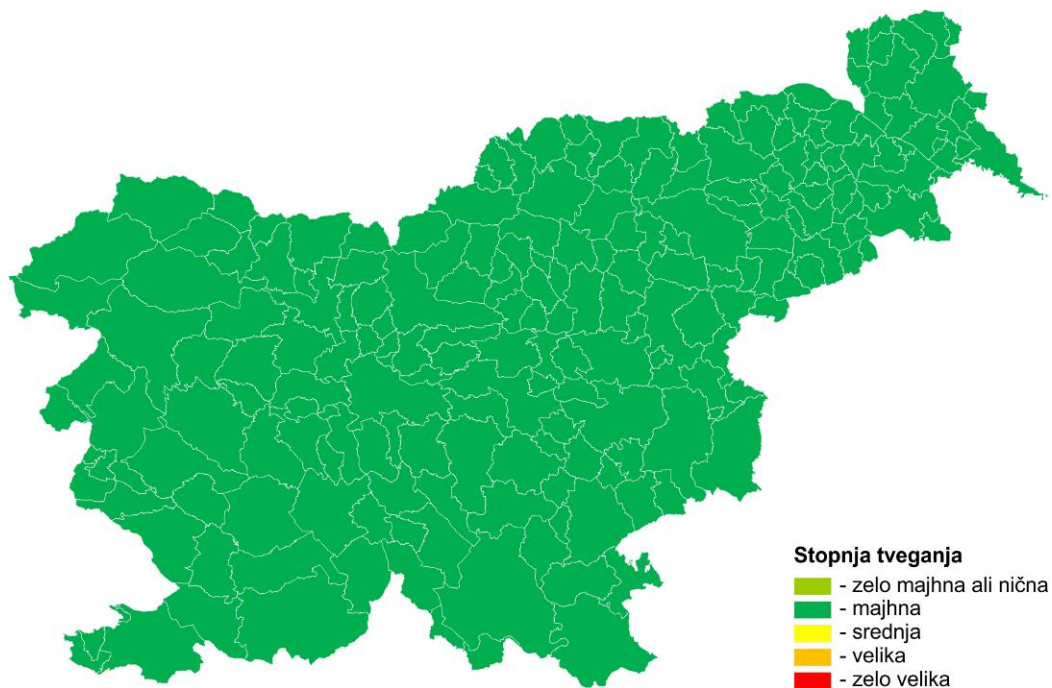 Stopnja tveganja
- zelo majhna ali nična
- majhna
- srednja
- velika
- zelo velika